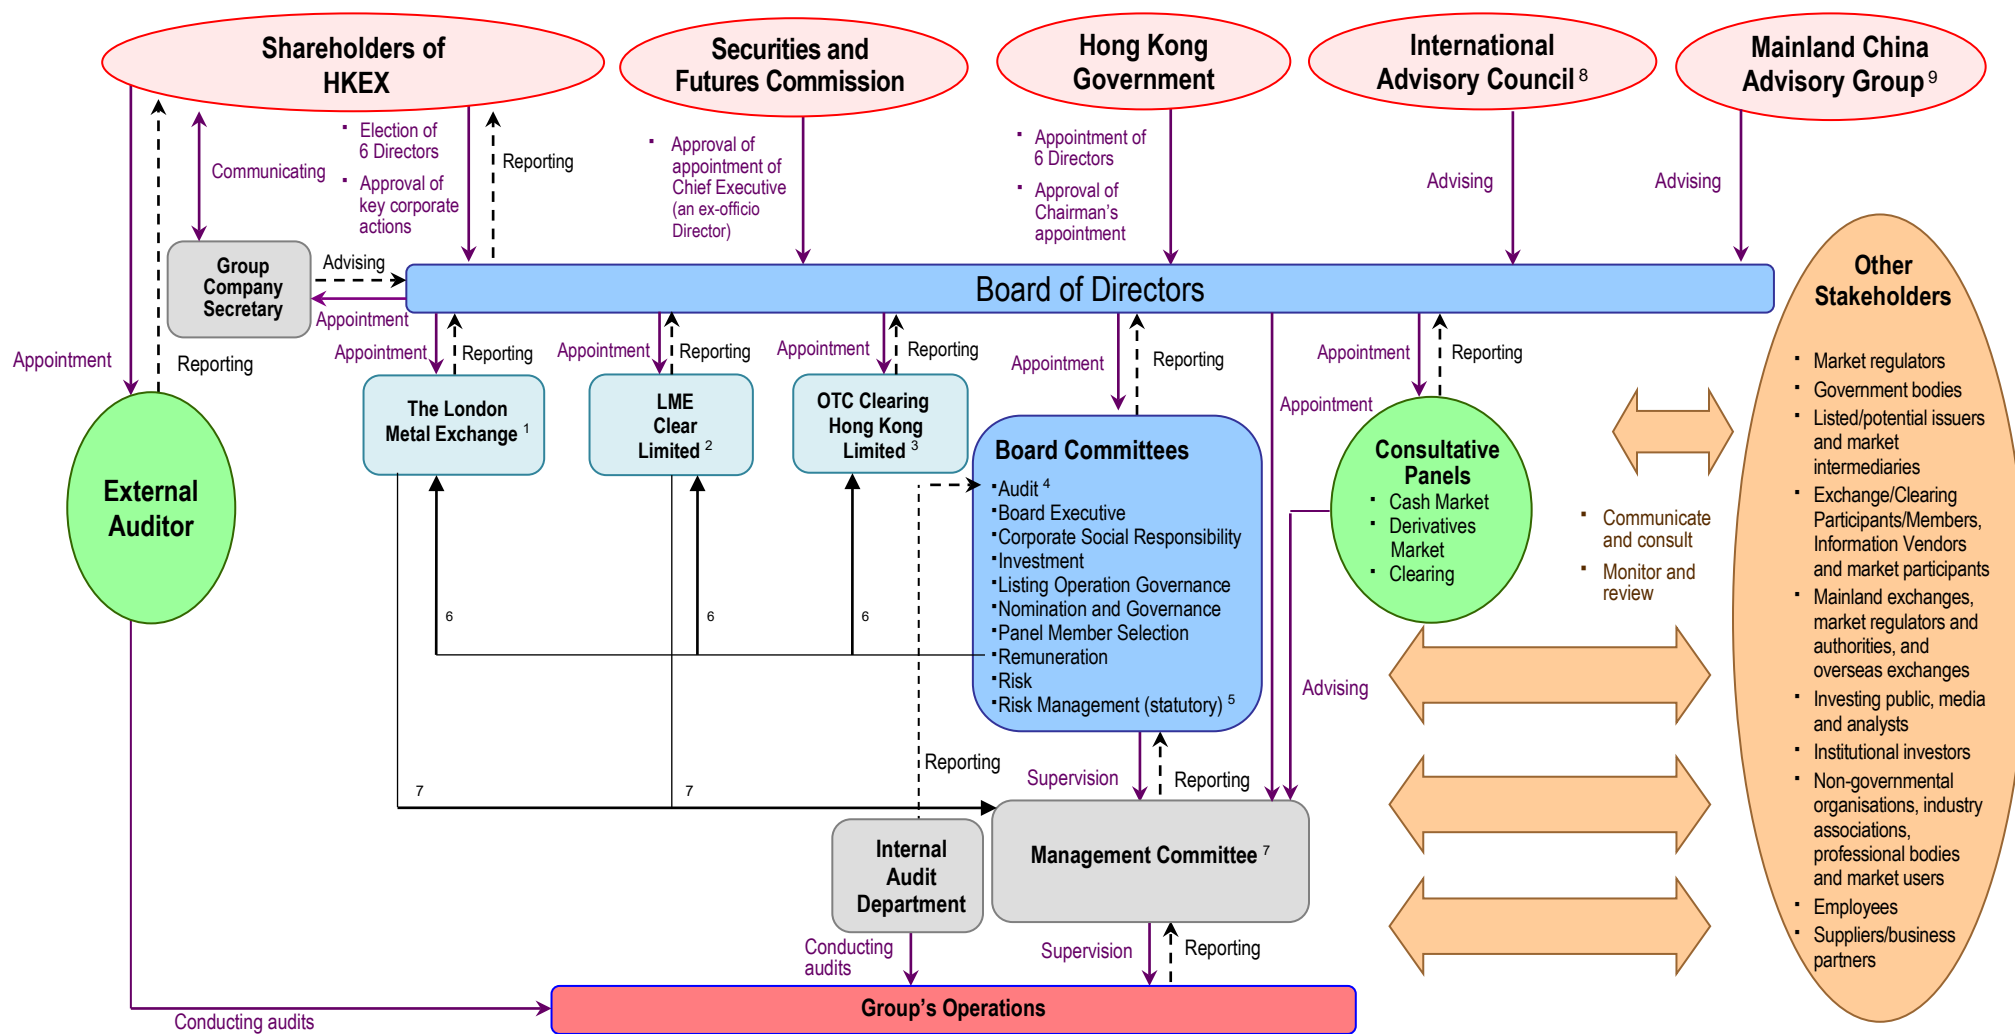 Shareholders of
HKEX
Securities and
Futures Commission
Hong Kong
Government
International
Advisory Council 8
Mainland China
Advisory Group 9
Communicating
▪ Election of
6 Directors
▪ Approval of
key corporate
actions
Reporting
▪ Approval of
appointment of
Chief Executive
(an ex-officio
Director)
▪ Appointment of
6 Directors
▪ Approval of
Chairman’s
appointment
Advising
Advising
Group
Company
Secretary
Advising
Appointment
Board of Directors
Appointment
Reporting
Appointment
Reporting
Appointment
Reporting
Appointment
Reporting
Appointment
Reporting
Appointment
Appointment
Reporting
External
Auditor
The London
Metal Exchange 1
LME
Clear
Limited 2
OTC Clearing
Hong Kong
Limited 3
Board Committees
▪Audit 4
▪Board Executive
▪Corporate Social Responsibility
▪Investment
▪Listing Operation Governance
▪Nomination and Governance
▪Panel Member Selection
▪Remuneration
▪Risk
▪Risk Management (statutory) 5
Consultative
Panels
▪ Cash Market
▪ Derivatives
Market
▪ Clearing
▪ Communicate
and consult
▪ Monitor and
review
Other
Stakeholders
▪ Market regulators
▪ Government bodies
▪ Listed/potential issuers
and market
intermediaries
▪ Exchange/Clearing
Participants/Members,
Information Vendors
and market participants
▪ Mainland exchanges,
market regulators and
authorities, and
overseas exchanges
▪ Investing public, media
and analysts
▪ Institutional investors
▪ Non-governmental
organisations, industry
associations,
professional bodies
and market users
▪ Employees
▪ Suppliers/business
partners
6
6
6
Advising
7
7
Reporting
Supervision
Reporting
Internal
Audit
Department
Management Committee 7
Conducting
audits
Supervision
Reporting
Conducting audits
Group’s Operations